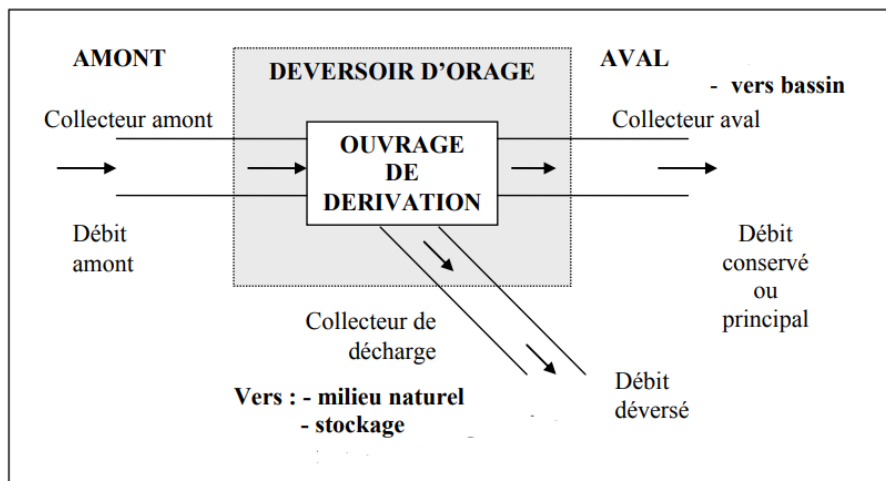 AMONT
DEVERSOIR D'ORAGE
AVAL
- vers bassin
Collecteur amont
Collecteur aval
OUVRAGE
DE
DERIVATION
Débit
amont
Débit
conservé
ou
principal
Collecteur de
décharge
Débit
déversé
Vers : - milieu naturel
- stockage